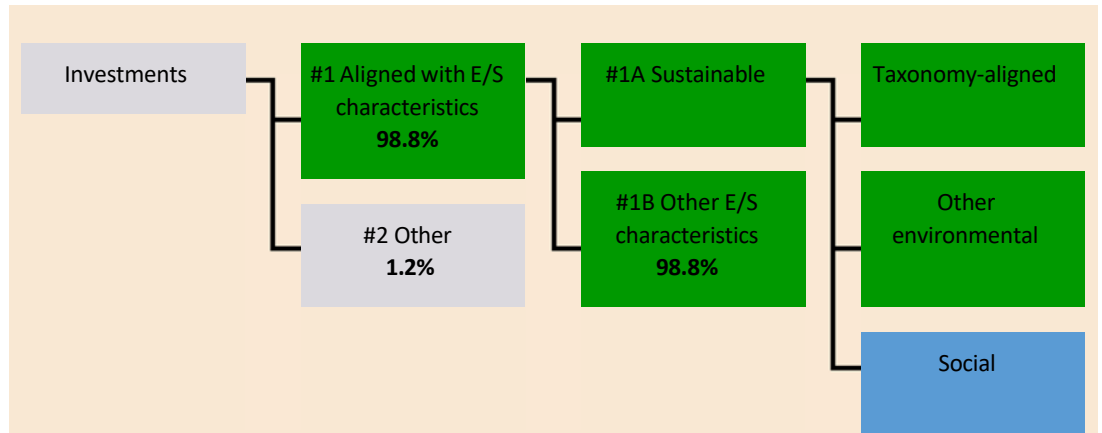 Investments
#1 Aligned with E/S
characteristics
98.8%
#2 Other
1.2%
#1A Sustainable
#1B Other E/S
characteristics
98.8%
Taxonomy-aligned
Other
environmental
Social